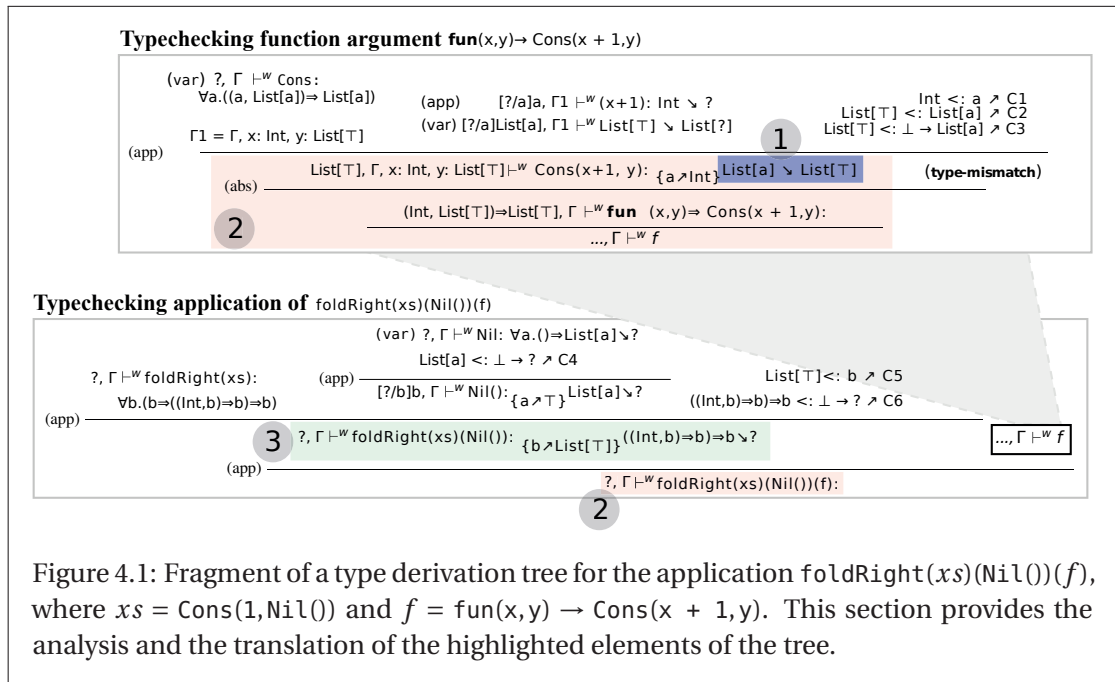 Typechecking function argument fun(x,y)→ Cons(x + 1,y)
(var) ?, Γ ⊢w Cons:
∀a.((a, List[a])⇒ List[a])
(app) [?/a]a, Γ1 ⊢w (x+1): Int ↘ ?
(var) [?/a]List[a], Γ1 ⊢w List[⊤] ↘ List[?]
Int <: a ↗ C1
List[⊤] <: List[a] ↗ C2
List[⊤] <: ⊥ → List[a] ↗ C3
Γ1 = Γ, x: Int, y: List[⊤]
1
(app)
List[⊤], Γ, x: Int, y: List[⊤]⊢w Cons(x+1, y): {a↗Int} List[a] ↘ List[⊤]
(type-mismatch)
(abs)
(Int, List[⊤])⇒List[⊤], Γ ⊢w fun (x,y)⇒ Cons(x + 1,y):
2
..., Γ ⊢w f
Typechecking application of foldRight(xs)(Nil())(f)
(var) ?, Γ ⊢w Nil: ∀a.()⇒List[a]↘?
List[a] <: ⊥ → ? ↗ C4
?, Γ ⊢w foldRight(xs):
∀b.(b⇒((Int,b)⇒b)⇒b)
(app)
[?/b]b, Γ ⊢w Nil(): {a↗⊤} List[a]↘?
List[⊤]<: b ↗ C5
((Int,b)⇒b)⇒b <: ⊥ → ? ↗ C6
(app)
3
?, Γ ⊢w foldRight(xs)(Nil()): {b↗List[⊤]} ((Int,b)⇒b)⇒b↘?
..., Γ ⊢w f
(app)
?, Γ ⊢w foldRight(xs)(Nil())(f):
2
Figure 4.1: Fragment of a type derivation tree for the application foldRight(xs)(Nil())(f),
where xs = Cons(1,Nil()) and f = fun(x,y) → Cons(x + 1,y). This section provides the
analysis and the translation of the highlighted elements of the tree.